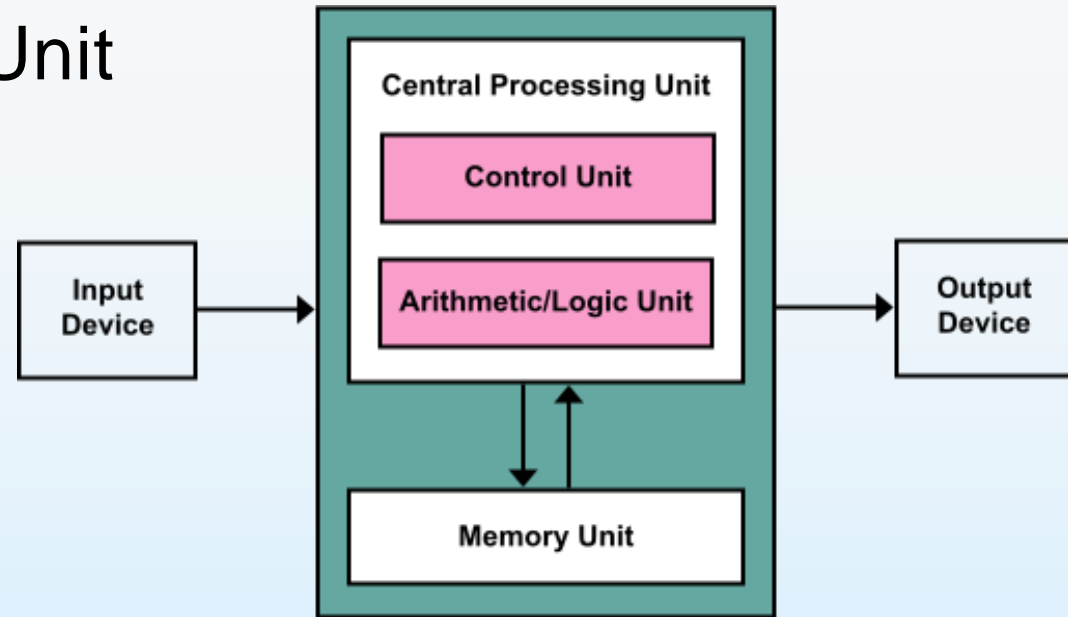 Unit
Central Processing Unit
Control Unit
Arithmetic/Logic Unit
Input
Device
Output
Device
Memory Unit